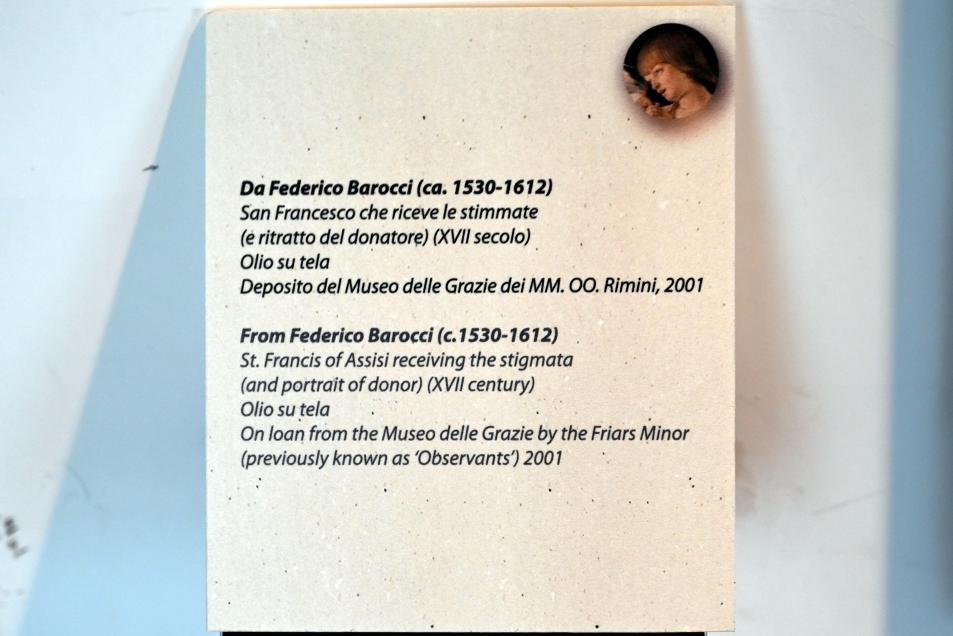 Da Federico Barocci (ca. 1530-1612)
San Francesco che riceve le stimmate
(e ritratto del donatore) (XVII secolo)
Olio su tela
Deposito del Museo delle Grazie dei MM. OO. Rimini, 2001
From Federico Barocci (c.1530-1612)
St. Francis of Assisi receiving the stigmata
(and portrait of donor) (XVII century)
Olio su tela
On loan from the Museo delle Grazie by the Friars Minor
(previously known as ‘Observants’) 2001